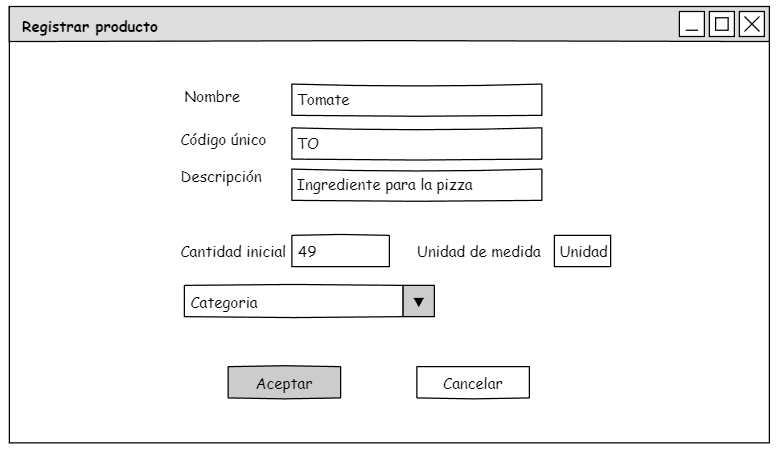 Registrar producto
Nombre Tomate
Código único TO
Descripción Ingrediente para la pizza
Cantidad inicial 49 Unidad de medida Unidad
Categoria
Aceptar Cancelar